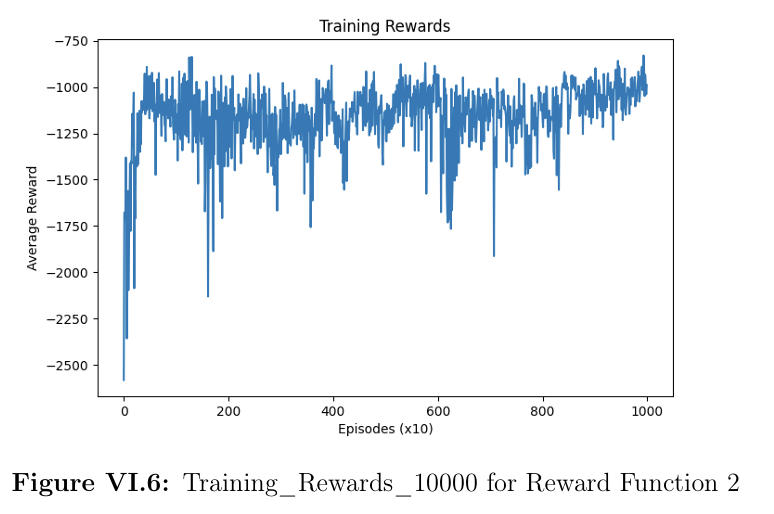 Training Rewards
−750
−1000
−1250
−1500
−1750
−2000
−2250
−2500
Average Reward
0 200 400 600 800 1000
Episodes (x10)
Figure VI.6: Training_Rewards_10000 for Reward Function 2